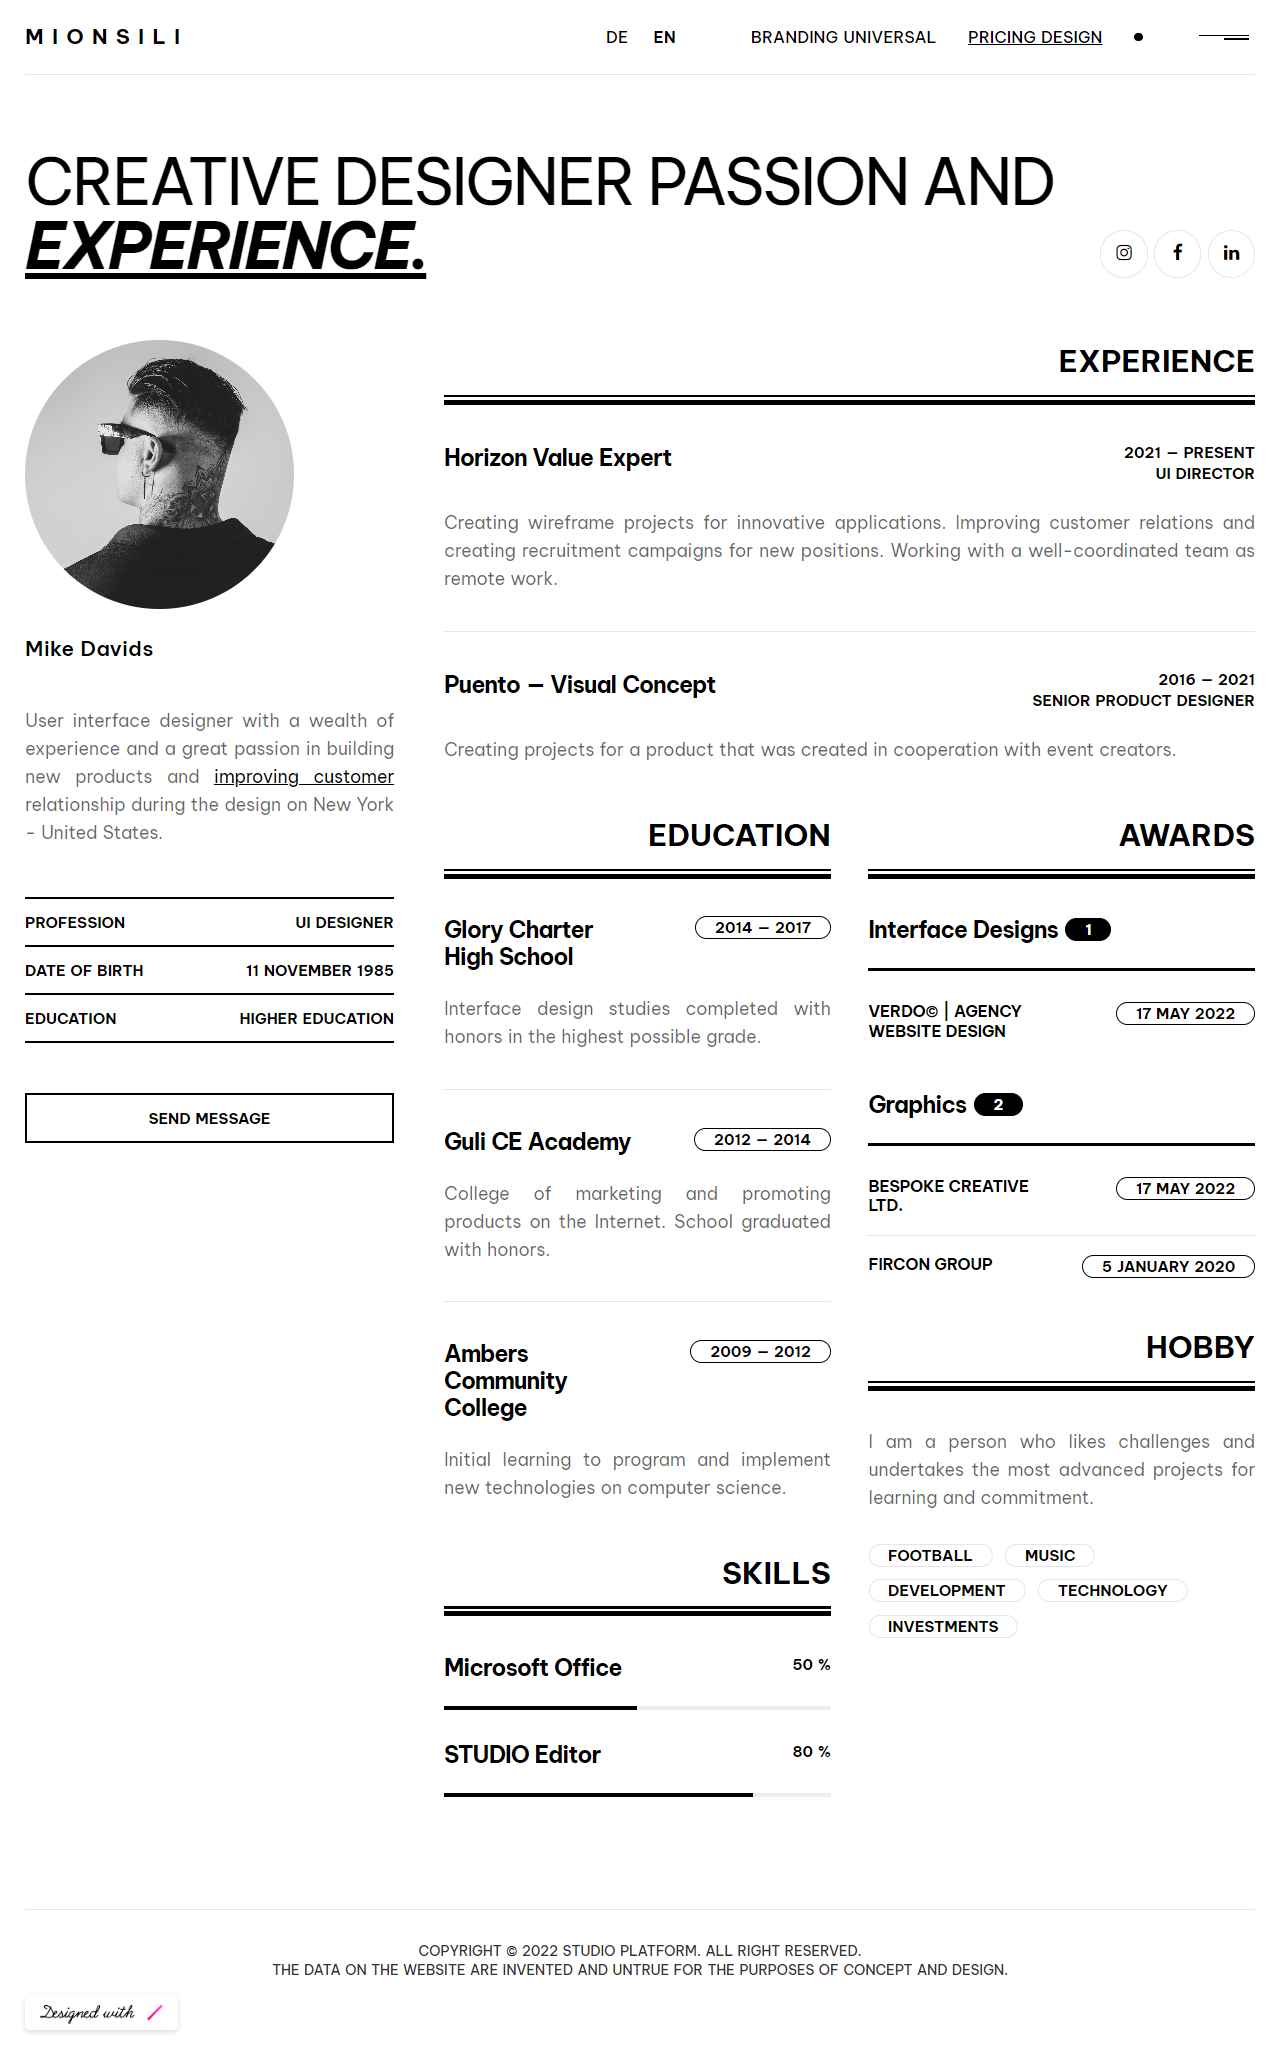 MIONSILI
DE EN BRANDING UNIVERSAL PRICING DESIGN
CREATIVE DESIGNER PASSION AND
EXPERIENCE.
Mike Davids
User interface designer with a wealth of
experience and a great passion in building
new products and improving customer
relationship during the design on New York
- United States.
PROFESSION UI DESIGNER
DATE OF BIRTH 11 NOVEMBER 1985
EDUCATION HIGHER EDUCATION
SEND MESSAGE
EXPERIENCE
Horizon Value Expert
2021 — PRESENT
UI DIRECTOR
Creating wireframe projects for innovative applications. Improving customer relations and
creating recruitment campaigns for new positions. Working with a well-coordinated team as
remote work.
Puento — Visual Concept
2016 — 2021
SENIOR PRODUCT DESIGNER
Creating projects for a product that was created in cooperation with event creators.
EDUCATION
Glory Charter
High School
2014 — 2017
Interface design studies completed with
honors in the highest possible grade.
Guli CE Academy 2012 — 2014
College of marketing and promoting
products on the Internet. School graduated
with honors.
Ambers
Community
College
2009 — 2012
Initial learning to program and implement
new technologies on computer science.
SKILLS
Microsoft Office 50 %
STUDIO Editor 80 %
AWARDS
Interface Designs 1
VERDO© | AGENCY
WEBSITE DESIGN
17 MAY 2022
Graphics 2
BESPOKE CREATIVE
LTD.
17 MAY 2022
FIRCON GROUP 5 JANUARY 2020
HOBBY
I am a person who likes challenges and
undertakes the most advanced projects for
learning and commitment.
FOOTBALL MUSIC
DEVELOPMENT TECHNOLOGY
INVESTMENTS
COPYRIGHT © 2022 STUDIO PLATFORM. ALL RIGHT RESERVED.
THE DATA ON THE WEBSITE ARE INVENTED AND UNTRUE FOR THE PURPOSES OF CONCEPT AND DESIGN.
Designed with